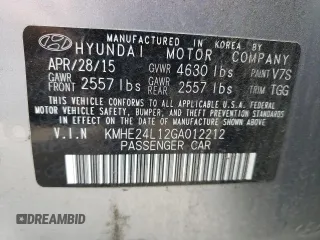 MANUFACTURED IN KOREA BY
HYUNDAI MOTOR COMPANY
APR/28/15 GVWR 4630 lbs PAINT V7S
GAWR FRONT 2557 lbs GAWR REAR 2557 lbs TRIM TGG
THIS VEHICLE CONFORMS TO ALL APPLICABLE
U.S. FEDERAL MOTOR VEHICLE SAFETY, BUMPER, AND
THEFT PREVENTION STANDARDS IN EFFECT ON THE
DATE OF MANUFACTURE SHOWN ABOVE.
V.I.N KMHE24L12GA012212
PASSENGER CAR